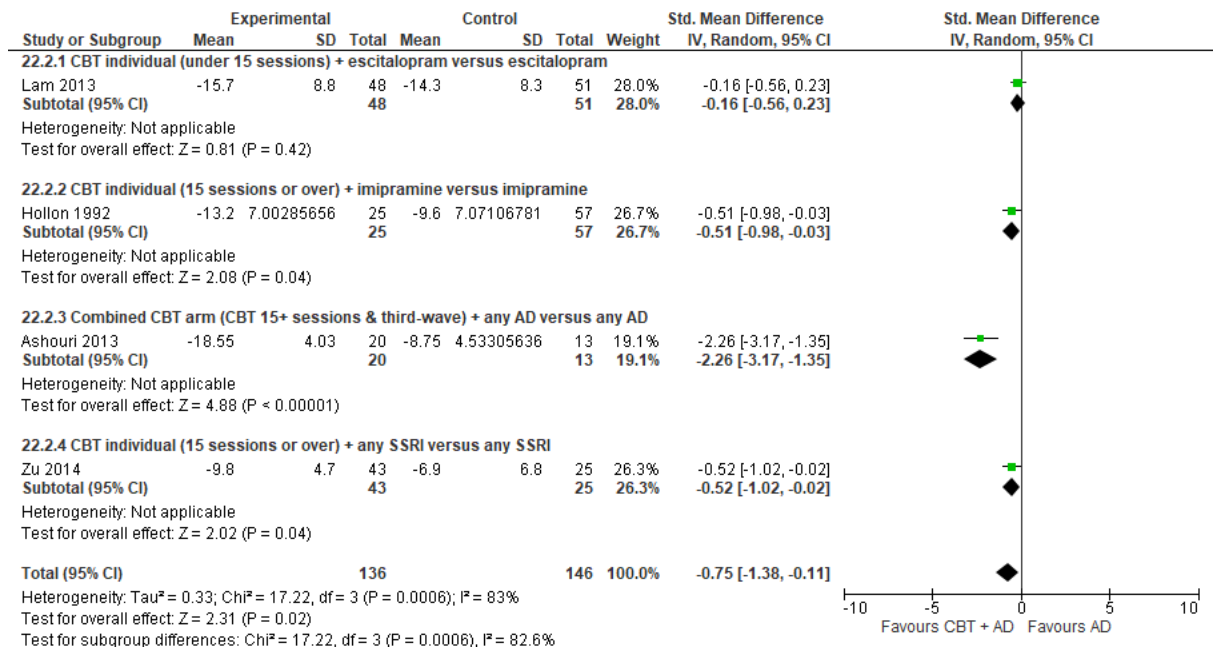 Experimental Control Std. Mean Difference Std. Mean Difference
Study or Subgroup Mean SD Total Mean SD Total Weight IV, Random, 95% CI IV, Random, 95% CI
22.2.1 CBT individual (under 15 sessions) + escitalopram versus escitalopram
Lam 2013 -15.7 8.8 48 -14.3 8.3 51 28.0% -0.16 [-0.56, 0.23]
Subtotal (95% CI) 48 51 28.0% -0.16 [-0.56, 0.23]
Heterogeneity: Not applicable
Test for overall effect: Z = 0.81 (P = 0.42)
22.2.2 CBT individual (15 sessions or over) + imipramine versus imipramine
Hollon 1992 -13.2 7.00285656 25 -9.6 7.07106781 57 26.7% -0.51 [-0.98, -0.03]
Subtotal (95% CI) 25 57 26.7% -0.51 [-0.98, -0.03]
Heterogeneity: Not applicable
Test for overall effect: Z = 2.08 (P = 0.04)
22.2.3 Combined CBT arm (CBT 15+ sessions & third-wave) + any AD versus any AD
Ashouri 2013 -18.55 4.03 20 -8.75 4.53305636 13 19.1% -2.26 [-3.17, -1.35]
Subtotal (95% CI) 20 13 19.1% -2.26 [-3.17, -1.35]
Heterogeneity: Not applicable
Test for overall effect: Z = 4.88 (P < 0.00001)
22.2.4 CBT individual (15 sessions or over) + any SSRI versus any SSRI
Zu 2014 -9.8 4.7 43 -6.9 6.8 25 26.3% -0.52 [-1.02, -0.02]
Subtotal (95% CI) 43 25 26.3% -0.52 [-1.02, -0.02]
Heterogeneity: Not applicable
Test for overall effect: Z = 2.02 (P = 0.04)
Total (95% CI) 136 146 100.0% -0.75 [-1.38, -0.11]
Heterogeneity: Tau² = 0.33; Chi² = 17.22, df = 3 (P = 0.0006); I² = 83%
Test for overall effect: Z = 2.31 (P = 0.02)
Test for subgroup differences: Chi² = 17.22, df = 3 (P = 0.0006), I² = 82.6%
-10 -5 0 5 10
Favours CBT + AD Favours AD